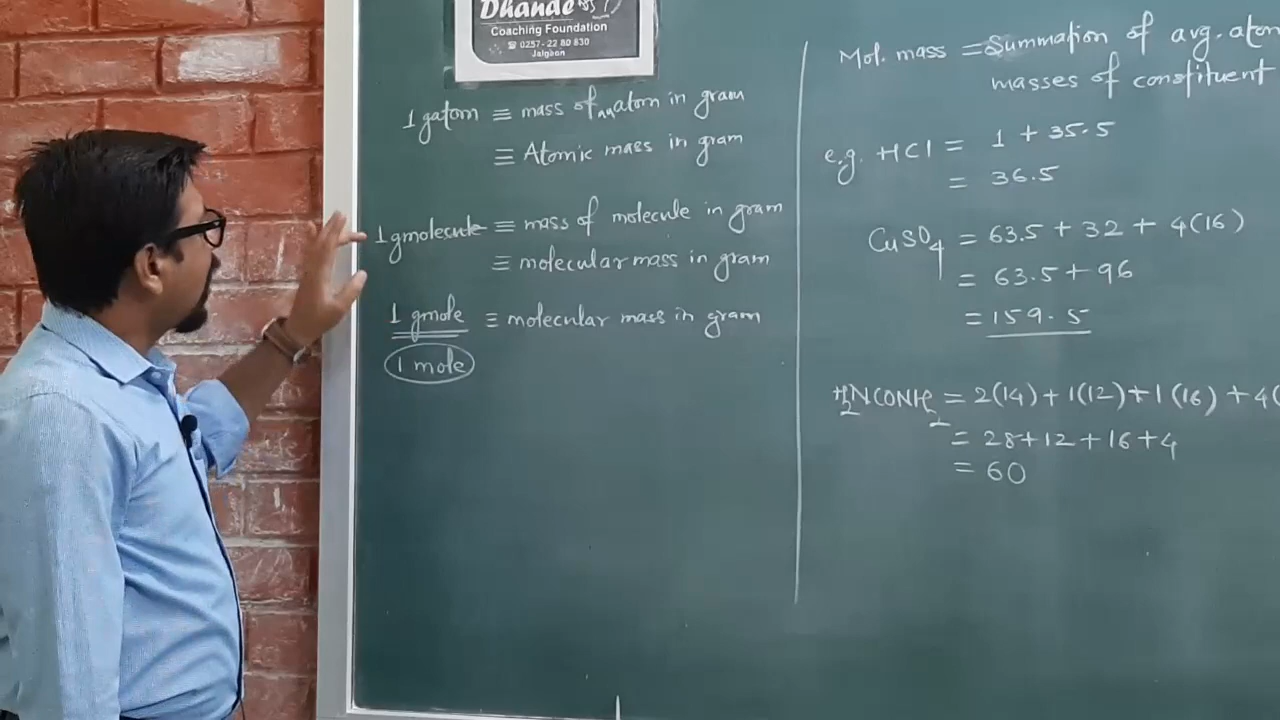 Dhande
Coaching Foundation
☎ 0257- 22 80 830
Jalgaon
1 gatom ≡ mass of an atom in gram
≡ Atomic mass in gram
1 gmolecule ≡ mass of molecule in gram
≡ molecular mass in gram
1 gmole ≡ molecular mass in gram
1 mole
Mol. mass = Summation of avg. atom
masses of constituent
e.g. HCl = 1 + 35.5
= 36.5
CuSO4 = 63.5 + 32 + 4(16)
= 63.5 + 96
= 159.5
H2NCONH2 = 2(14) + 1(12) + 1(16) + 4(
= 28+12+16+4
= 60